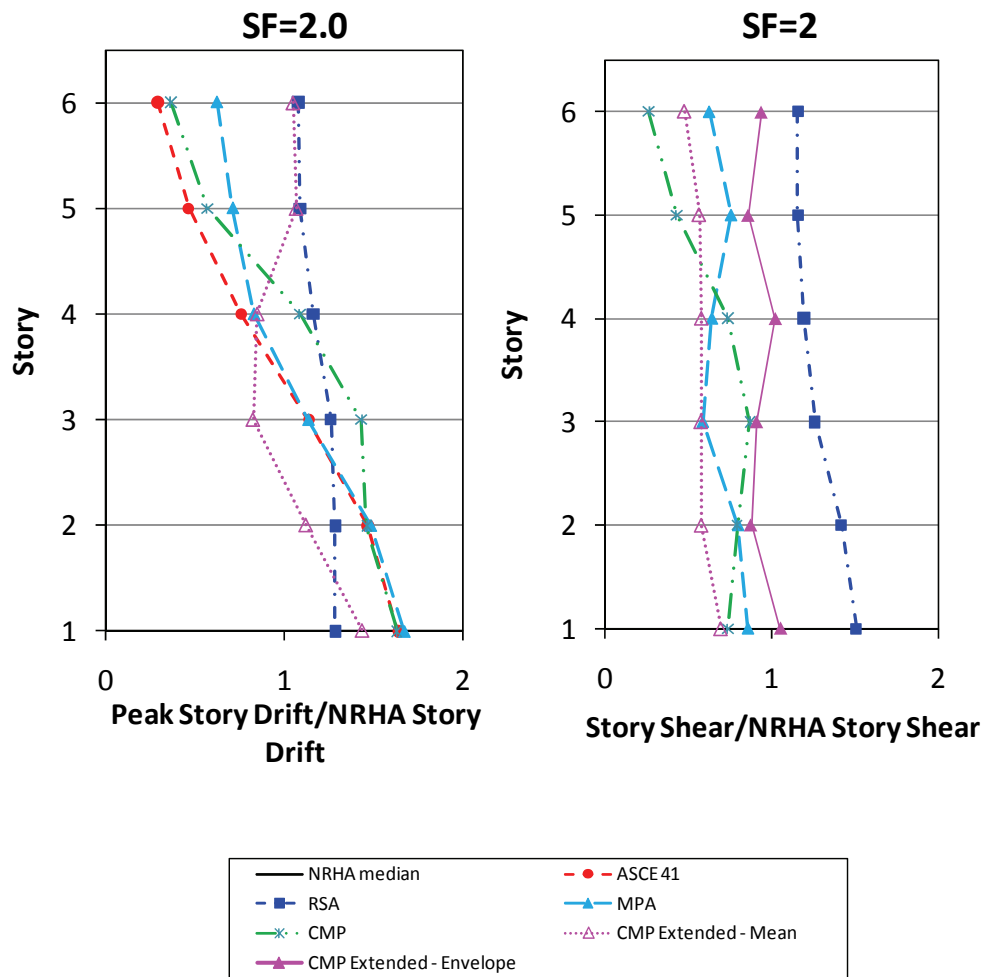 SF=2.0
6
5
4
3
2
1
Story
0
1
2
Peak Story Drift/NRHA Story
Drift
SF=2
6
5
4
3
2
1
Story
0
1
2
Story Shear/NRHA Story Shear
NRHA median
ASCE 41
RSA
MPA
CMP
CMP Extended - Mean
CMP Extended - Envelope